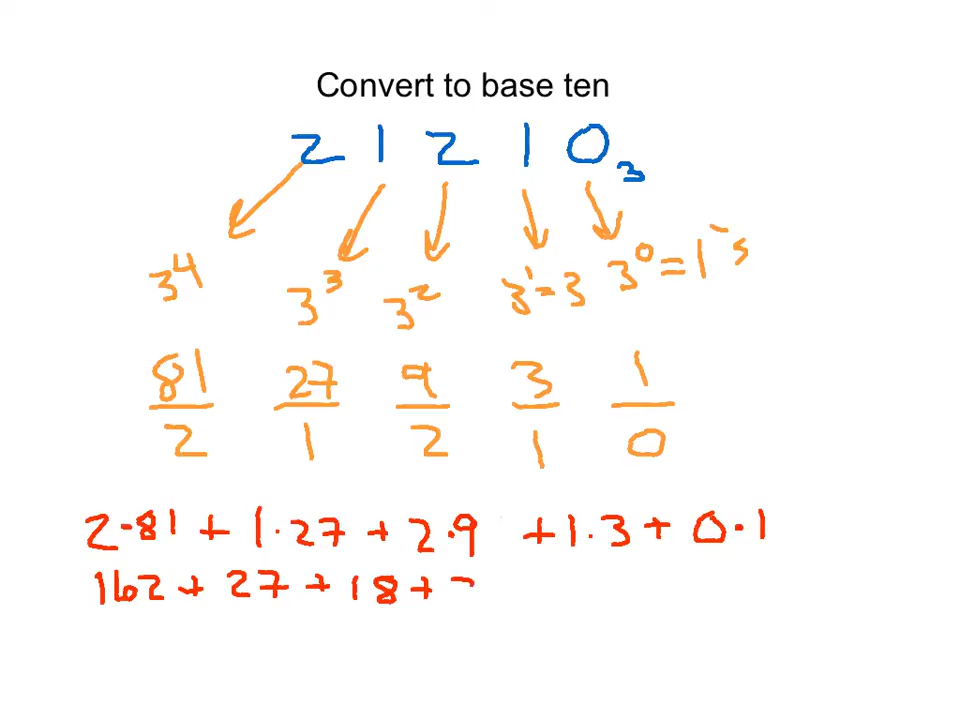 Convert to base ten
2 1 2 1 0₃
3⁴ 3³ 3² 3¹=3 3⁰=1's
81 27 9 3 1
2 1 2 1 0
2·81 + 1·27 + 2·9 + 1·3 + 0·1
162 + 27 + 18 +